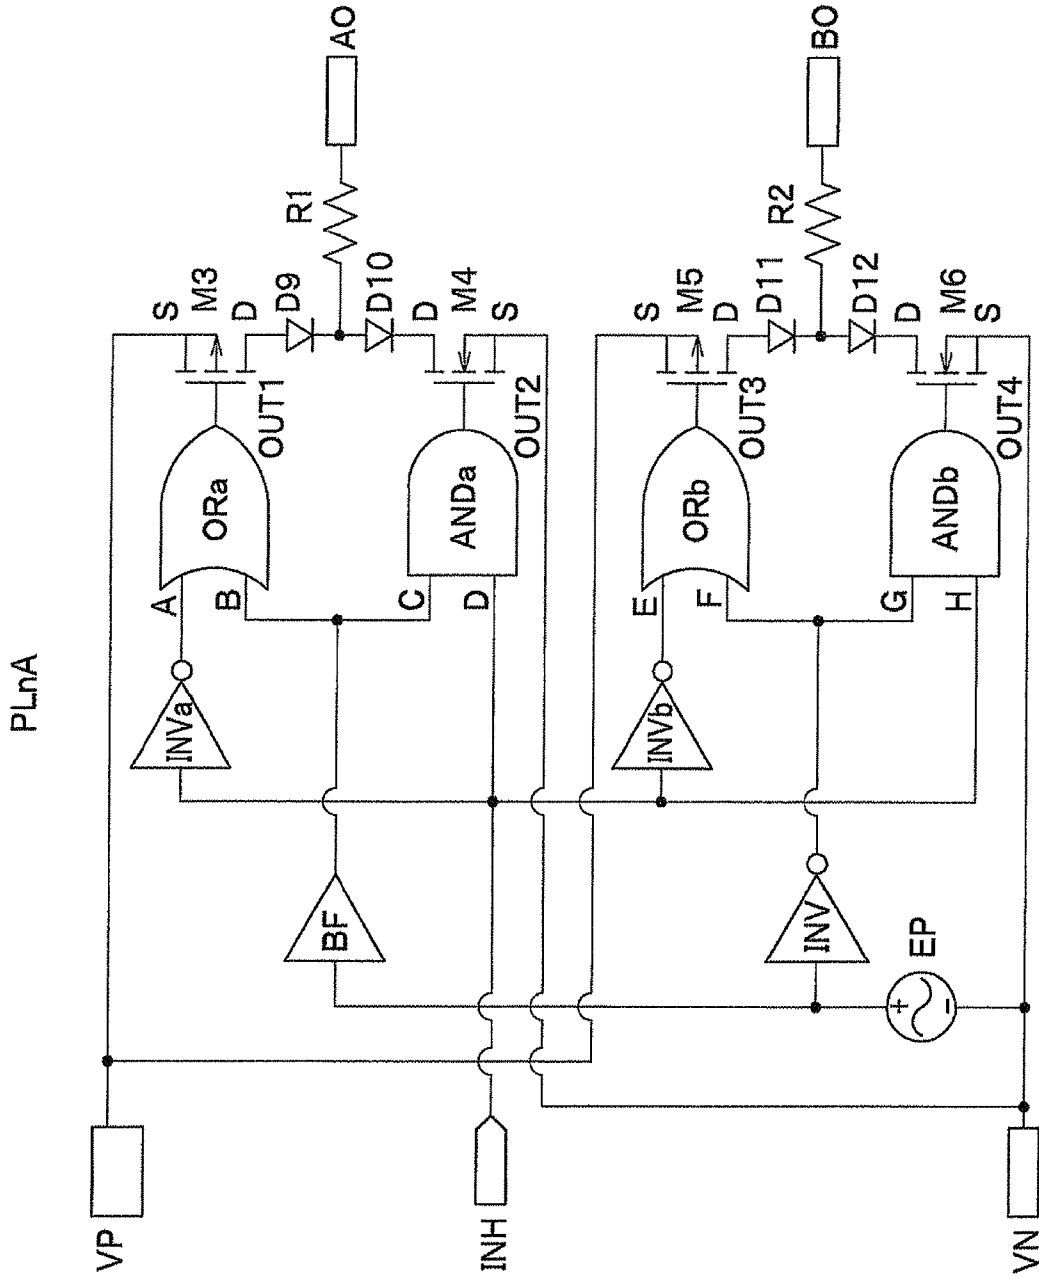 PLnA
VP
INH
VN
BF
INV
EP
+
-
INVa
INVb
A
B
C
D
E
F
G
H
ORa
ANDa
ORb
ANDb
OUT1
OUT2
OUT3
OUT4
S
M3
D
D9
D10
D
M4
S
S
M5
D
D11
D12
D
M6
S
R1
R2
AO
BO